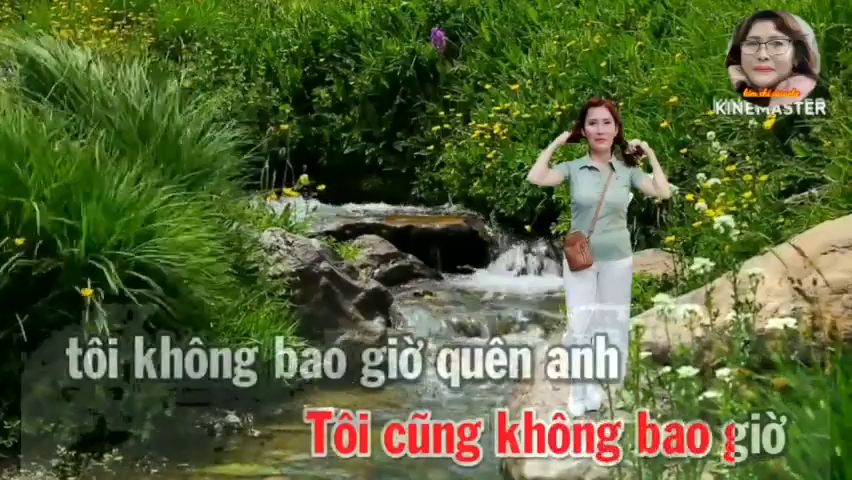 KINEMASTER
tôi không bao giờ quên anh
Tôi cũng không bao giờ